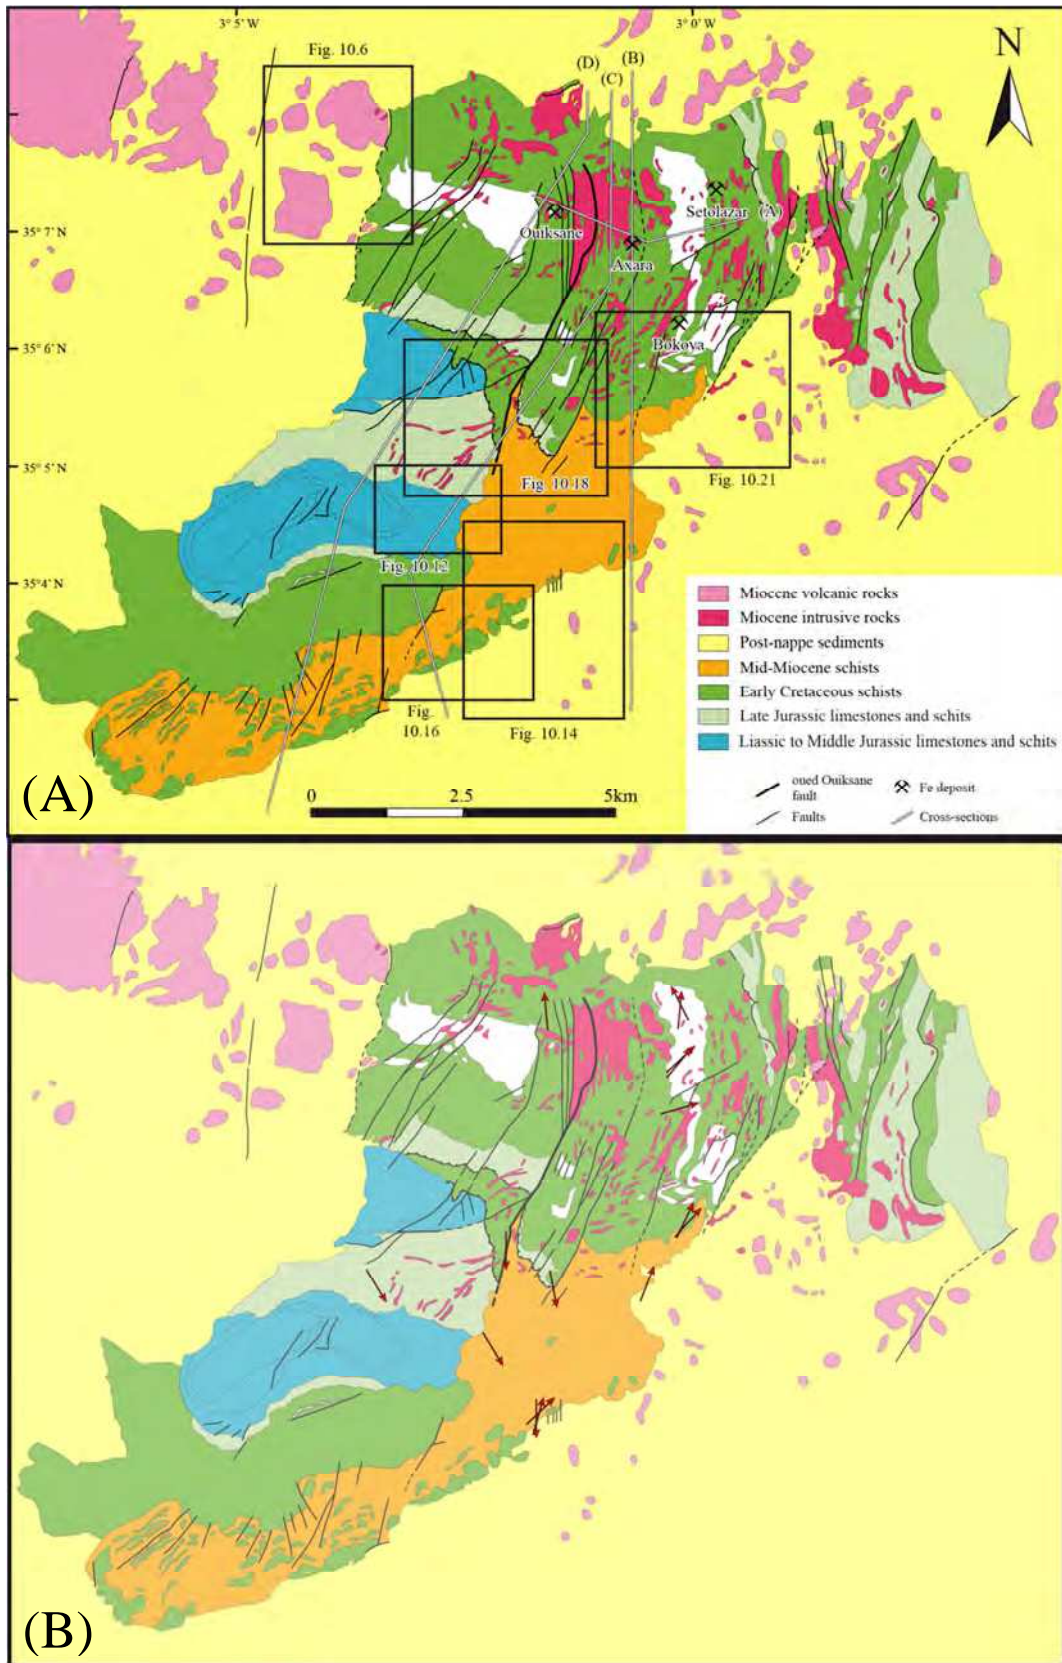 3° 5' W
3° 0' W
Fig. 10.6
(D)
(B)
(C)
N
35° 7' N
Setolazar
(A)
Ouiksane
Axara
35° 6' N
Bokoya
35° 5' N
Fig. 10.18
Fig. 10.21
Fig. 10.12
35° 4' N
Fig.
10.16
Fig. 10.14
Miocene volcanic rocks
Miocene intrusive rocks
Post-nappe sediments
Mid-Miocene schists
Early Cretaceous schists
Late Jurassic limestones and schits
Liassic to Middle Jurassic limestones and schits
oued Ouiksane
fault
Fe deposit
Faults
Cross-sections
(A)
0
2.5
5km
(B)